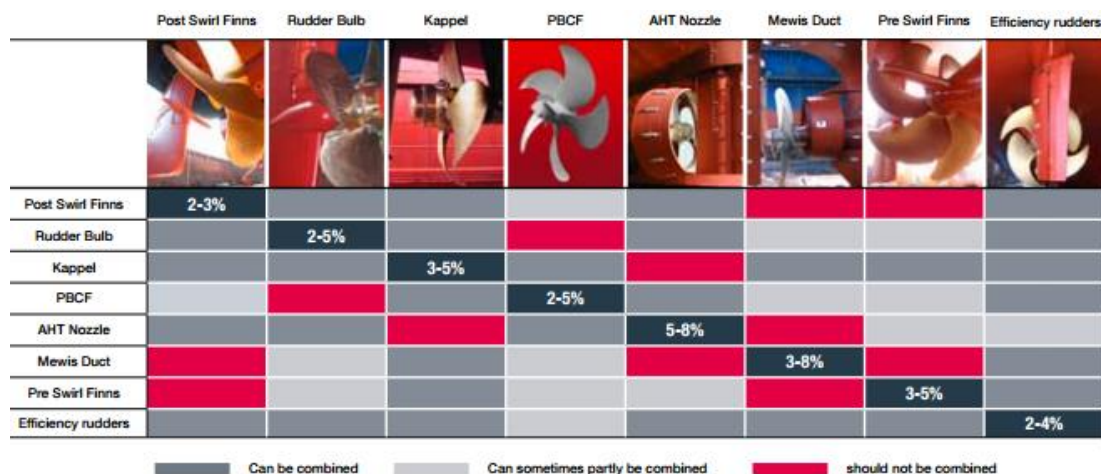 Post Swirl Finns Rudder Bulb Kappel PBCF AHT Nozzle Mewis Duct Pre Swirl Finns Efficiency rudders
Post Swirl Finns 2-3%
Rudder Bulb 2-5%
Kappel 3-5%
PBCF 2-5%
AHT Nozzle 5-8%
Mewis Duct 3-8%
Pre Swirl Finns 3-5%
Efficiency rudders 2-4%
Can be combined Can sometimes partly be combined should not be combined